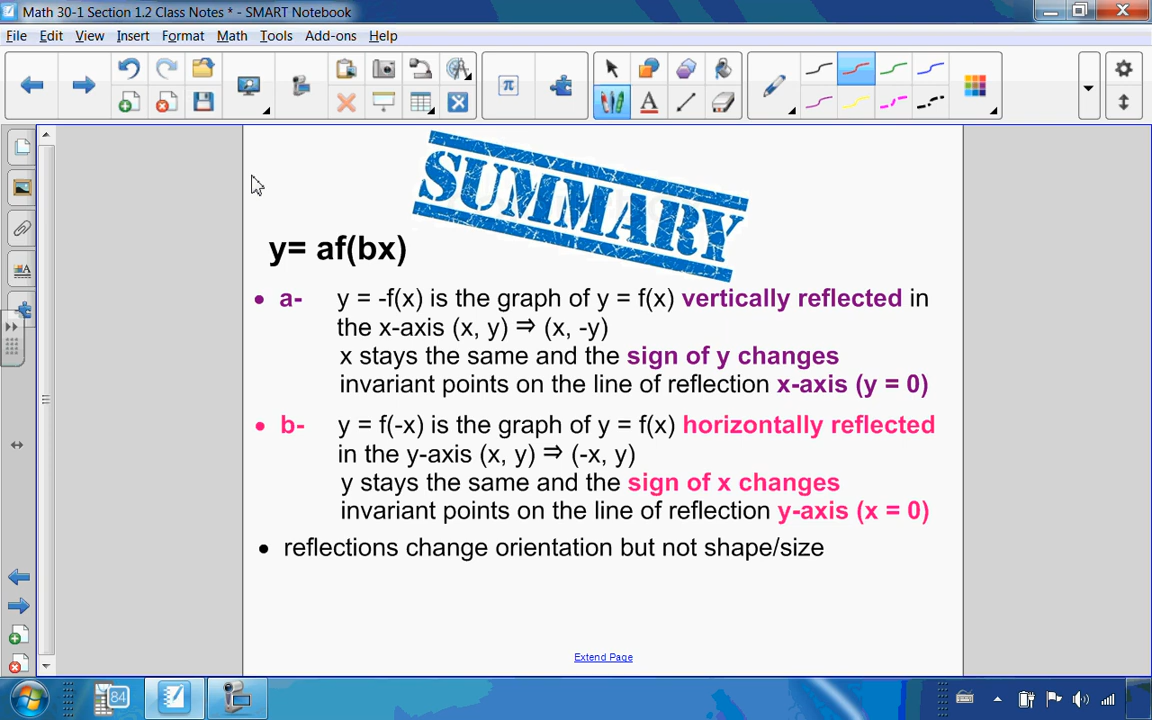 Math 30-1 Section 1.2 Class Notes * - SMART Notebook
File Edit View Insert Format Math Tools Add-ons Help
π
A
SUMMARY
y= af(bx)
• a- y = -f(x) is the graph of y = f(x) vertically reflected in
the x-axis (x, y) ⇒ (x, -y)
x stays the same and the sign of y changes
invariant points on the line of reflection x-axis (y = 0)
• b- y = f(-x) is the graph of y = f(x) horizontally reflected
in the y-axis (x, y) ⇒ (-x, y)
y stays the same and the sign of x changes
invariant points on the line of reflection y-axis (x = 0)
• reflections change orientation but not shape/size
Extend Page
84